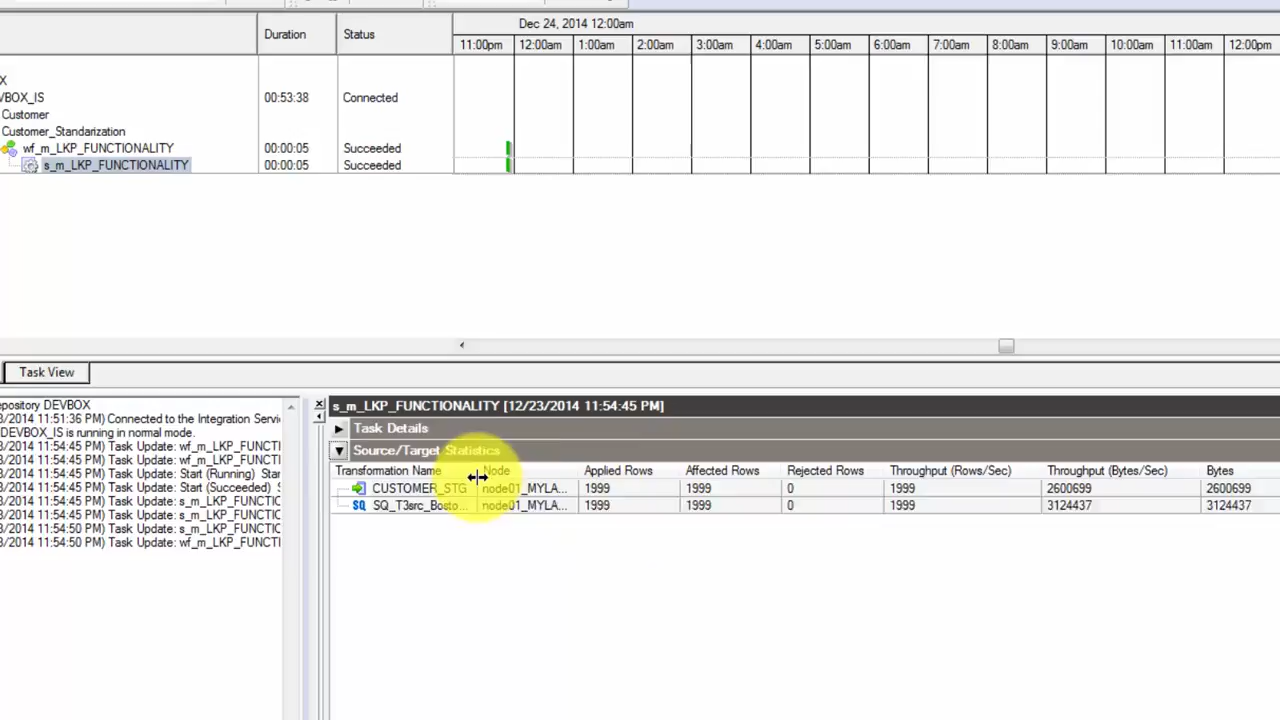 Dec 24, 2014 12:00am
Duration Status
11:00pm 12:00am 1:00am 2:00am 3:00am 4:00am 5:00am 6:00am 7:00am 8:00am 9:00am 10:00am 11:00am 12:00pm
X
VBOX_IS 00:53:38 Connected
Customer
Customer_Standarization
wf_m_LKP_FUNCTIONALITY 00:00:05 Succeeded
s_m_LKP_FUNCTIONALITY 00:00:05 Succeeded
Task View
epository DEVBOX
3/2014 11:51:36 PM) Connected to the Integration Servi
DEVBOX_IS is running in normal mode.
3/2014 11:54:45 PM) Task Update: wf_m_LKP_FUNCTI
3/2014 11:54:45 PM) Task Update: wf_m_LKP_FUNCTI
3/2014 11:54:45 PM) Task Update: Start (Running) Star
3/2014 11:54:45 PM) Task Update: Start (Succeeded) S
3/2014 11:54:45 PM) Task Update: s_m_LKP_FUNCTI
3/2014 11:54:45 PM) Task Update: s_m_LKP_FUNCTI
3/2014 11:54:50 PM) Task Update: s_m_LKP_FUNCTI
3/2014 11:54:50 PM) Task Update: wf_m_LKP_FUNCTI
s_m_LKP_FUNCTIONALITY [12/23/2014 11:54:45 PM]
Task Details
Source/Target Statistics
Transformation Name Node Applied Rows Affected Rows Rejected Rows Throughput (Rows/Sec) Throughput (Bytes/Sec) Bytes
CUSTOMER_STG node01_MYLA... 1999 1999 0 1999 2600699 2600699
SQ SQ_T3src_Bosto... node01_MYLA... 1999 1999 0 1999 3124437 3124437